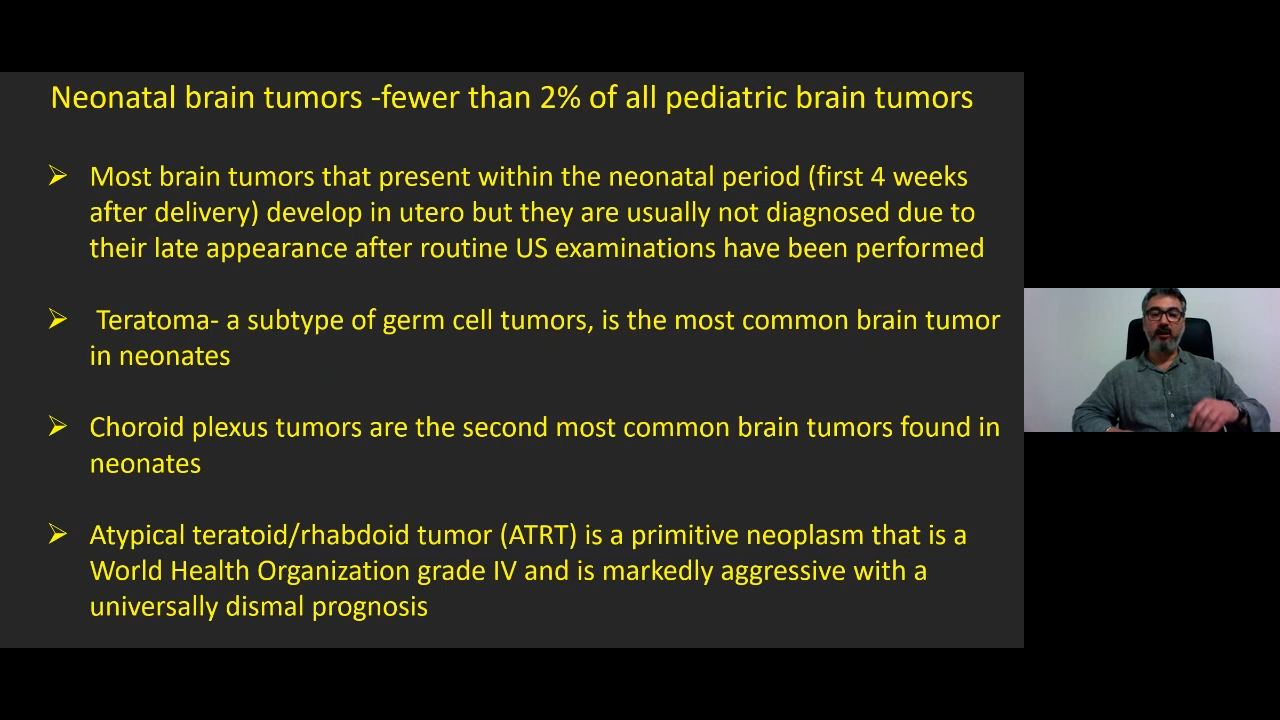 Neonatal brain tumors -fewer than 2% of all pediatric brain tumors
➢ Most brain tumors that present within the neonatal period (first 4 weeks
after delivery) develop in utero but they are usually not diagnosed due to
their late appearance after routine US examinations have been performed
➢ Teratoma- a subtype of germ cell tumors, is the most common brain tumor
in neonates
➢ Choroid plexus tumors are the second most common brain tumors found in
neonates
➢ Atypical teratoid/rhabdoid tumor (ATRT) is a primitive neoplasm that is a
World Health Organization grade IV and is markedly aggressive with a
universally dismal prognosis